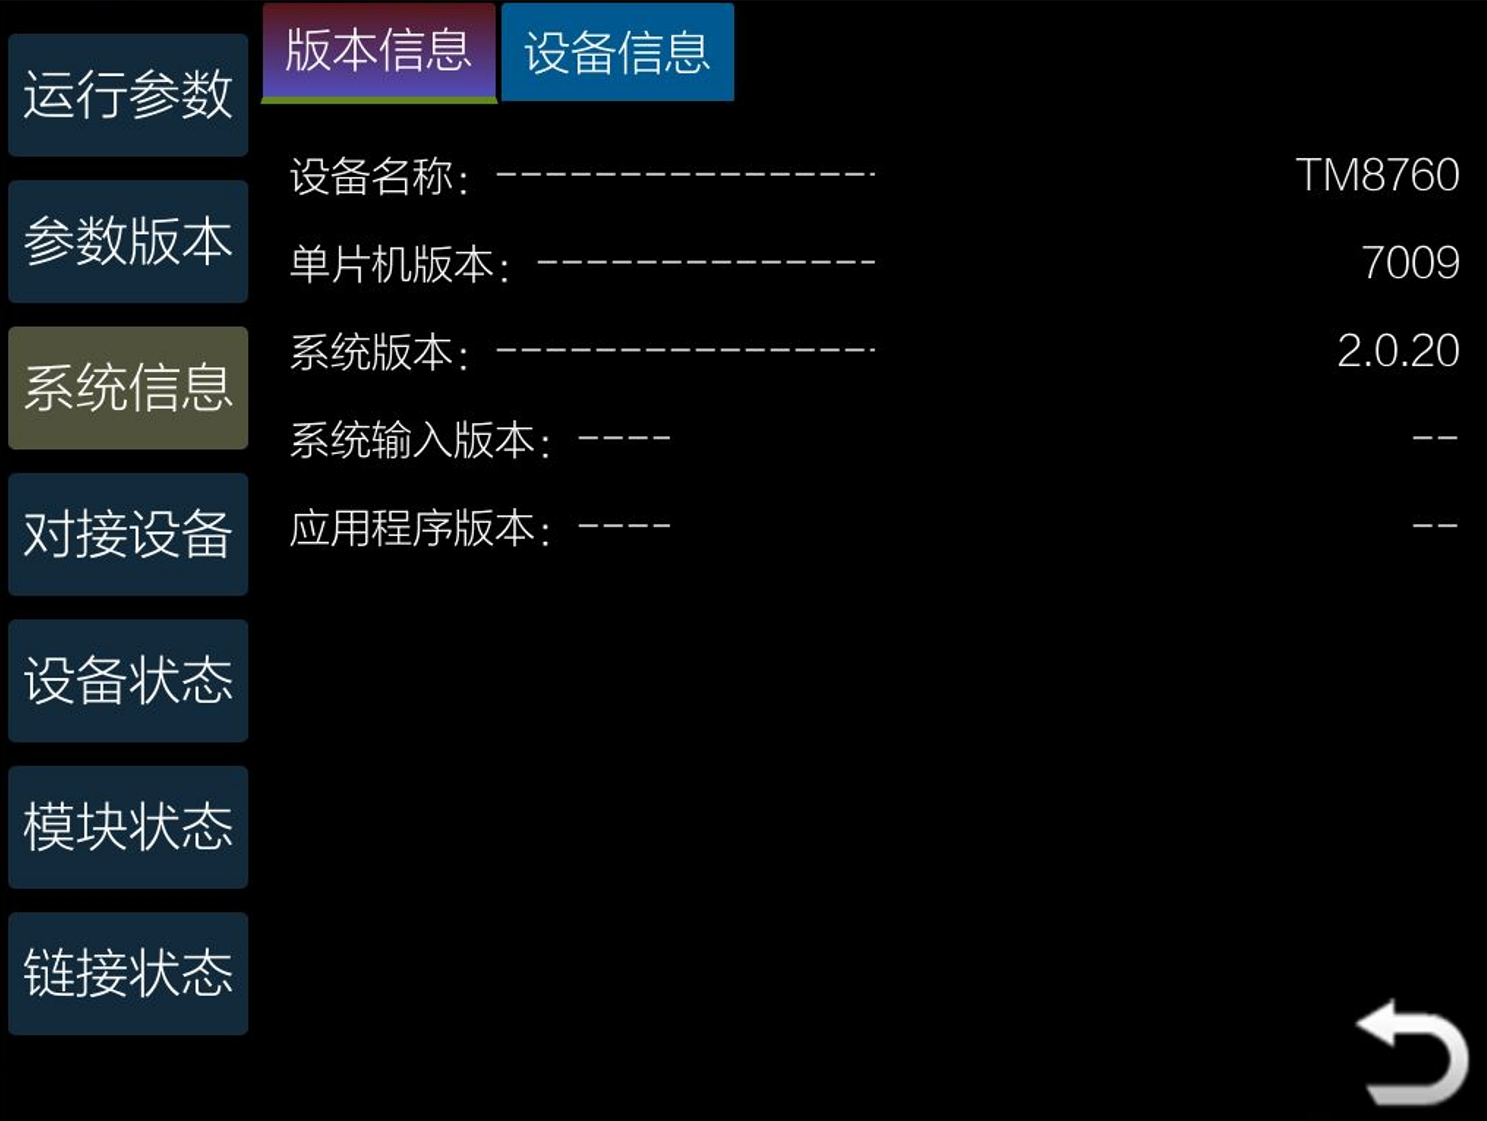 版本信息 设备信息
运行参数
设备名称：---------------- TM8760
参数版本
单片机版本：-------------- 7009
系统信息
系统版本：---------------- 2.0.20
系统输入版本：---- --
对接设备
应用程序版本：---- --
设备状态
模块状态
链接状态